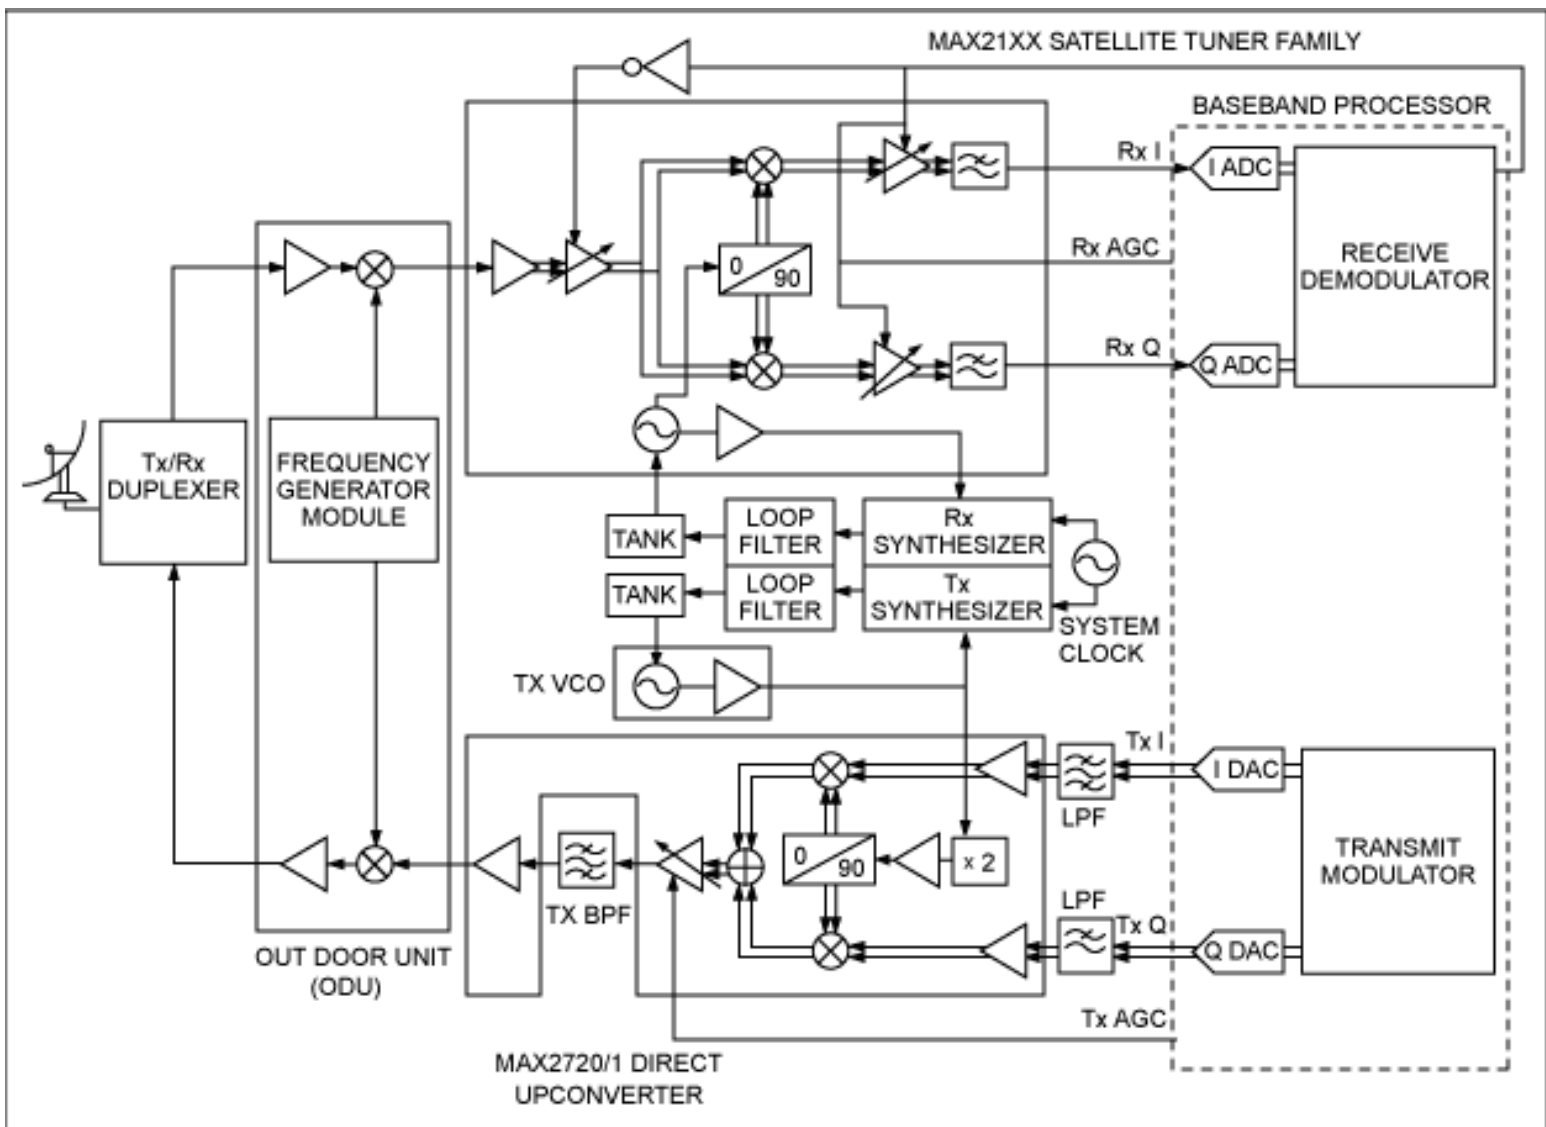 MAX21XX SATELLITE TUNER FAMILY
BASEBAND PROCESSOR
Rx I
I ADC
Rx AGC
0
90
RECEIVE
DEMODULATOR
Rx Q
Q ADC
Tx/Rx
DUPLEXER
FREQUENCY
GENERATOR
MODULE
TANK
LOOP
FILTER
Rx
SYNTHESIZER
TANK
LOOP
FILTER
Tx
SYNTHESIZER
SYSTEM
CLOCK
TX VCO
Tx I
I DAC
LPF
0
90
x 2
TRANSMIT
MODULATOR
TX BPF
LPF
Tx Q
Q DAC
OUT DOOR UNIT
(ODU)
Tx AGC
MAX2720/1 DIRECT
UPCONVERTER